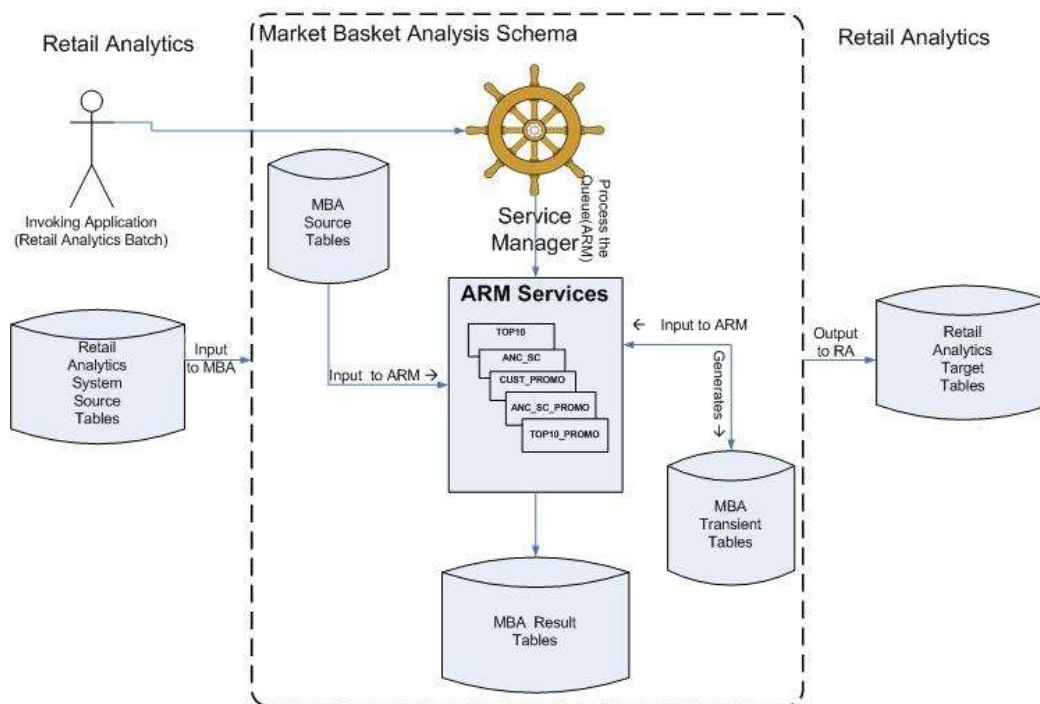 Retail Analytics
Market Basket Analysis Schema
Retail Analytics
Invoking Application
(Retail Analytics Batch)
MBA
Source
Tables
Service
Manager
Process the
Queue(ARM)
ARM Services
TOP10
ANC_SC
CUST_PROMO
ANC_SC_PROMO
TOP10_PROMO
Retail
Analytics
System
Source
Tables
Input
to MBA
Input to ARM →
← Input to ARM
Generates →
Output
to RA
Retail
Analytics
Target
Tables
MBA
Transient
Tables
MBA Result
Tables